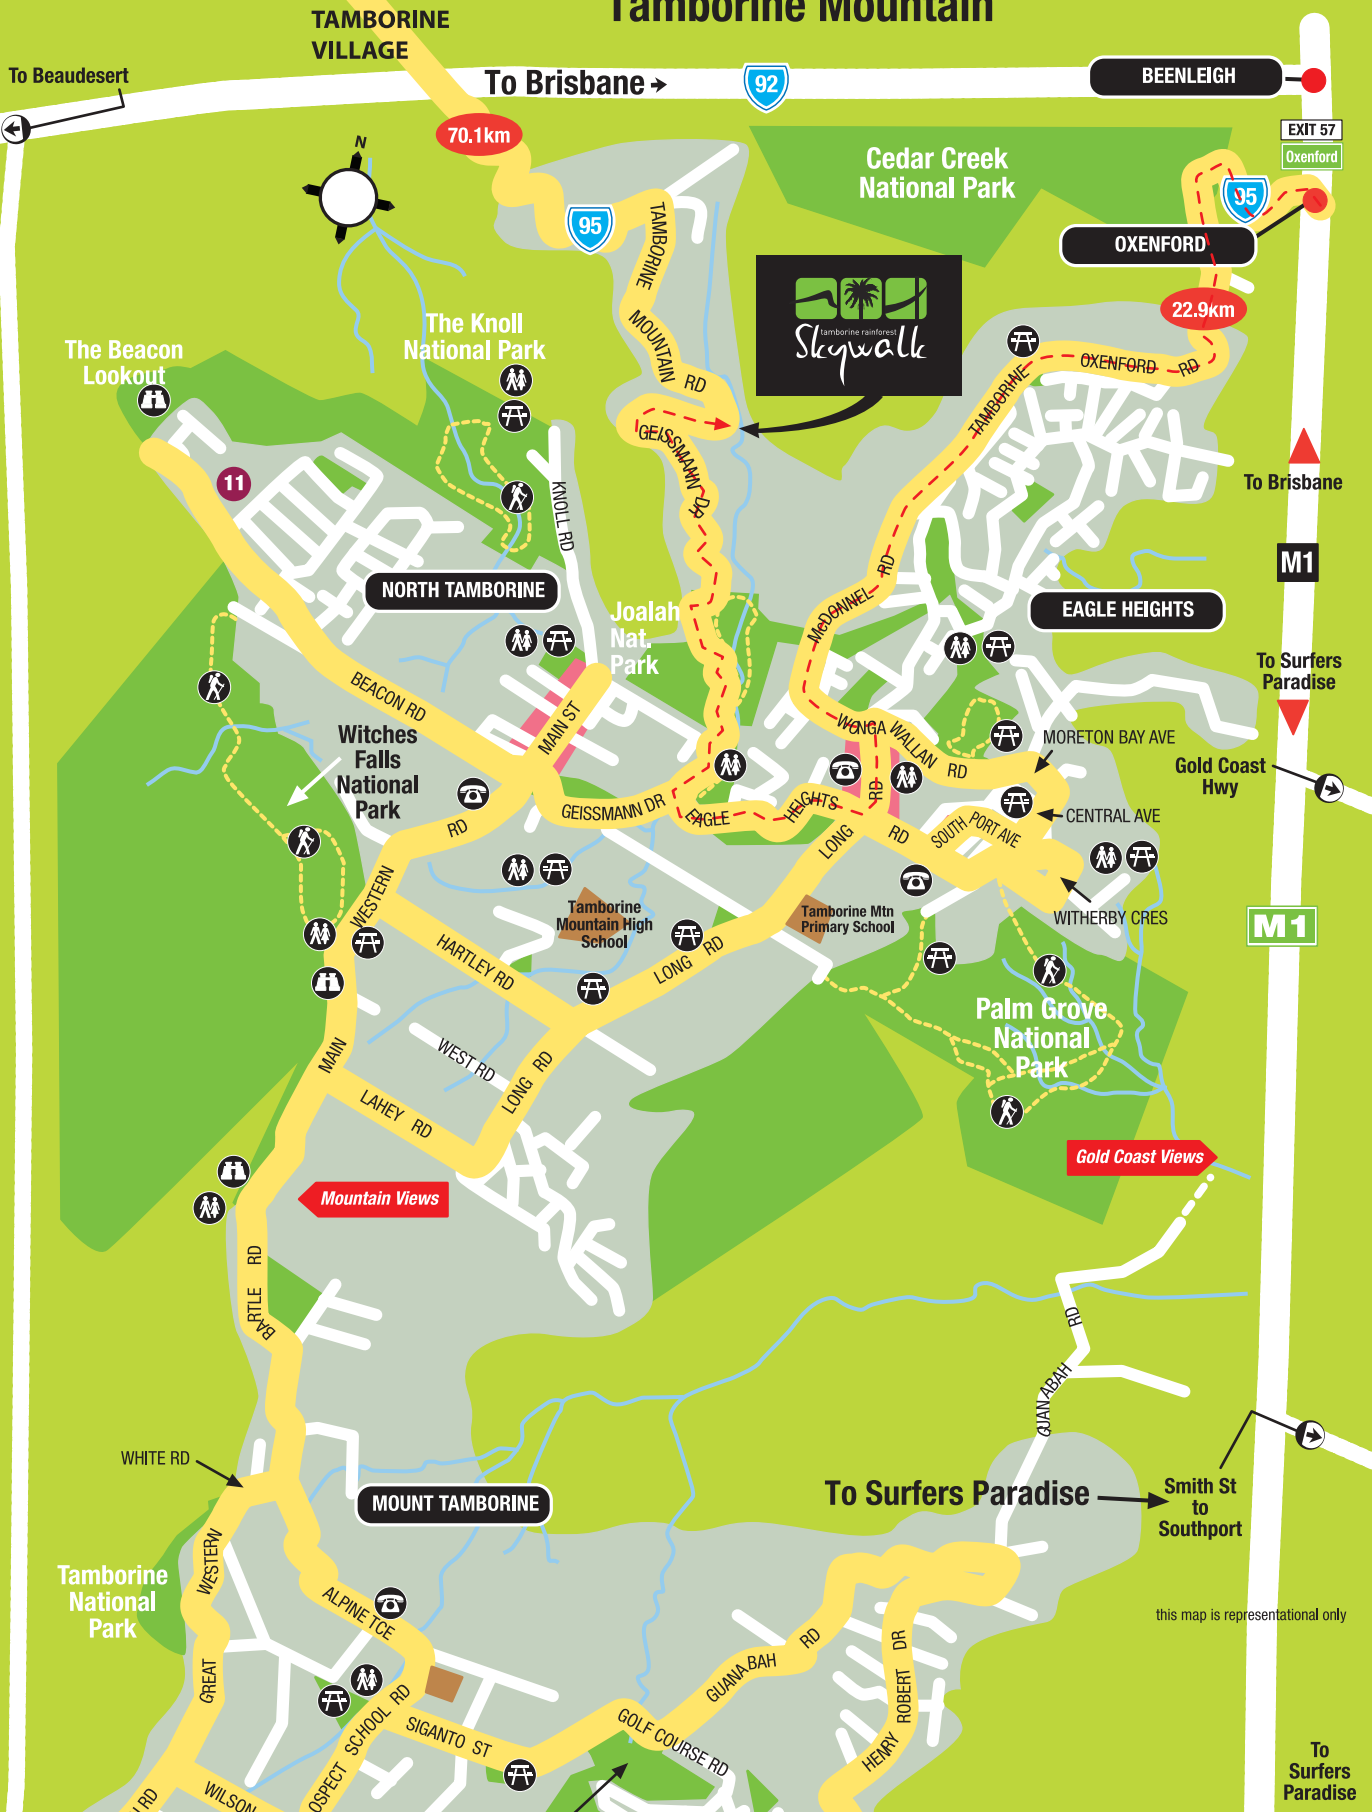 Tamborine Mountain
TAMBORINE
VILLAGE
To Beaudesert
To Brisbane
92
BEENLEIGH
EXIT 57
Oxenford
70.1km
N
Cedar Creek
National Park
95
95
OXENFORD
22.9km
TAMBORINE
MOUNTAIN
RD
tamborine rainforest
Skywalk
The Knoll
National Park
The Beacon
Lookout
OXENFORD
RD
TAMBORINE
GEISSMANN DR
11
KNOLL RD
To Brisbane
M1
RD
McDONNEL
NORTH TAMBORINE
EAGLE HEIGHTS
Joalah
Nat.
Park
To Surfers
Paradise
BEACON RD
MAIN ST
WONGA
WALLAN
RD
MORETON BAY AVE
Witches
Falls
National
Park
Gold Coast
Hwy
RD
GEISSMANN DR
EAGLE
HEIGHTS
RD
LONG
RD
SOUTH
PORT AVE
CENTRAL AVE
WESTERN
Tamborine
Mountain High
School
Tamborine Mtn
Primary School
WITHERBY CRES
M1
HARTLEY RD
LONG
RD
MAIN
WEST RD
LONG
RD
Palm Grove
National
Park
LAHEY
RD
Gold Coast Views
Mountain Views
RD
RTLE
BA
RD
GUANABAH
WHITE RD
MOUNT TAMBORINE
To Surfers Paradise
Smith St
to
Southport
WESTERN
Tamborine
National
Park
ALPINE TCE
this map is representational only
GREAT
GUANABAH
RD
HENRY
ROBERT
DR
SCHOOL
RD
OSPECT
SIGANTO
ST
GOLF COURSE RD
To
Surfers
Paradise
RD
WILSON